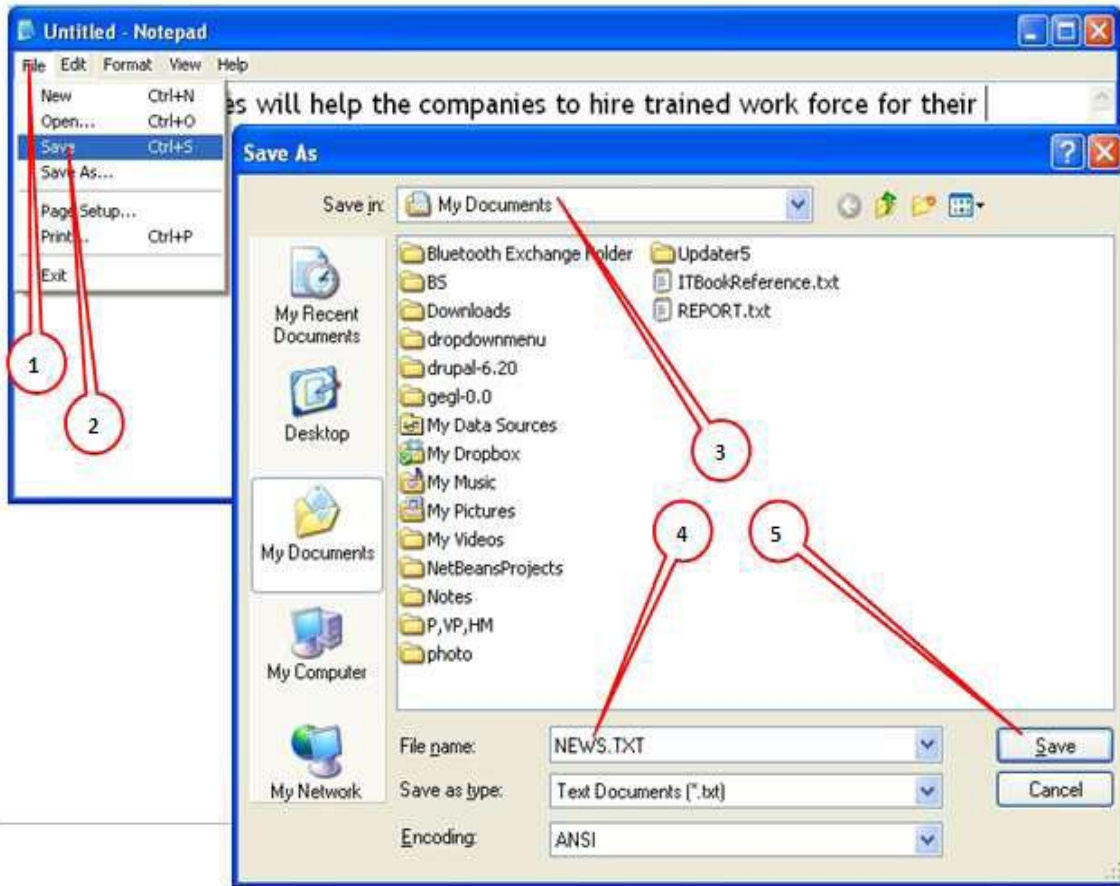 Untitled - Notepad
File Edit Format View Help
New Ctrl+N
Open... Ctrl+O
Save Ctrl+S
Save As...
Page Setup...
Print... Ctrl+P
Exit
es will help the companies to hire trained work force for their
Save As
Save in: My Documents
My Recent Documents
Desktop
My Documents
My Computer
My Network
Bluetooth Exchange Folder
BS
Downloads
dropdownmenu
drupal-6.20
gegl-0.0
My Data Sources
My Dropbox
My Music
My Pictures
My Videos
NetBeansProjects
Notes
P,VP,HM
photo
Updater5
ITBookReference.txt
REPORT.txt
File name: NEWS.TXT Save
Save as type: Text Documents (*.txt) Cancel
Encoding: ANSI
1
2
3
4
5